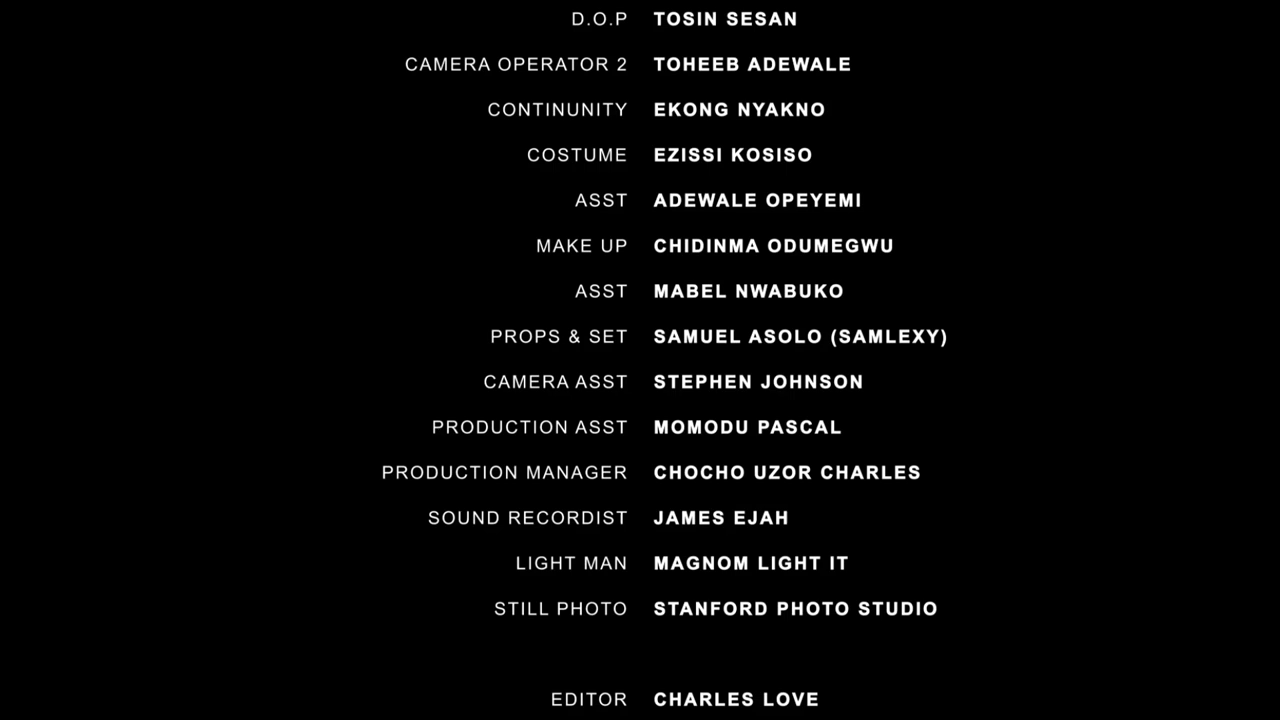 D.O.P TOSIN SESAN
CAMERA OPERATOR 2 TOHEEB ADEWALE
CONTINUNITY EKONG NYAKNO
COSTUME EZISSI KOSISO
ASST ADEWALE OPEYEMI
MAKE UP CHIDINMA ODUMEGWU
ASST MABEL NWABUKO
PROPS & SET SAMUEL ASOLO (SAMLEXY)
CAMERA ASST STEPHEN JOHNSON
PRODUCTION ASST MOMODU PASCAL
PRODUCTION MANAGER CHOCHO UZOR CHARLES
SOUND RECORDIST JAMES EJAH
LIGHT MAN MAGNOM LIGHT IT
STILL PHOTO STANFORD PHOTO STUDIO
EDITOR CHARLES LOVE